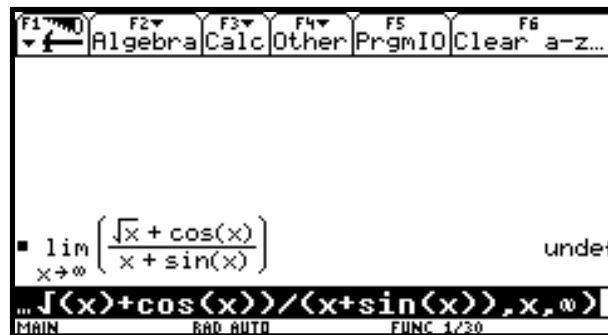 F1 F2 F3 F4 F5 F6
Algebra Calc Other PrgmIO Clear a-z…
lim x→∞ ((√x + cos(x))/(x + sin(x))) unde
…√(x)+cos(x))/(x+sin(x)),x,∞)
MAIN RAD AUTO FUNC 1/30